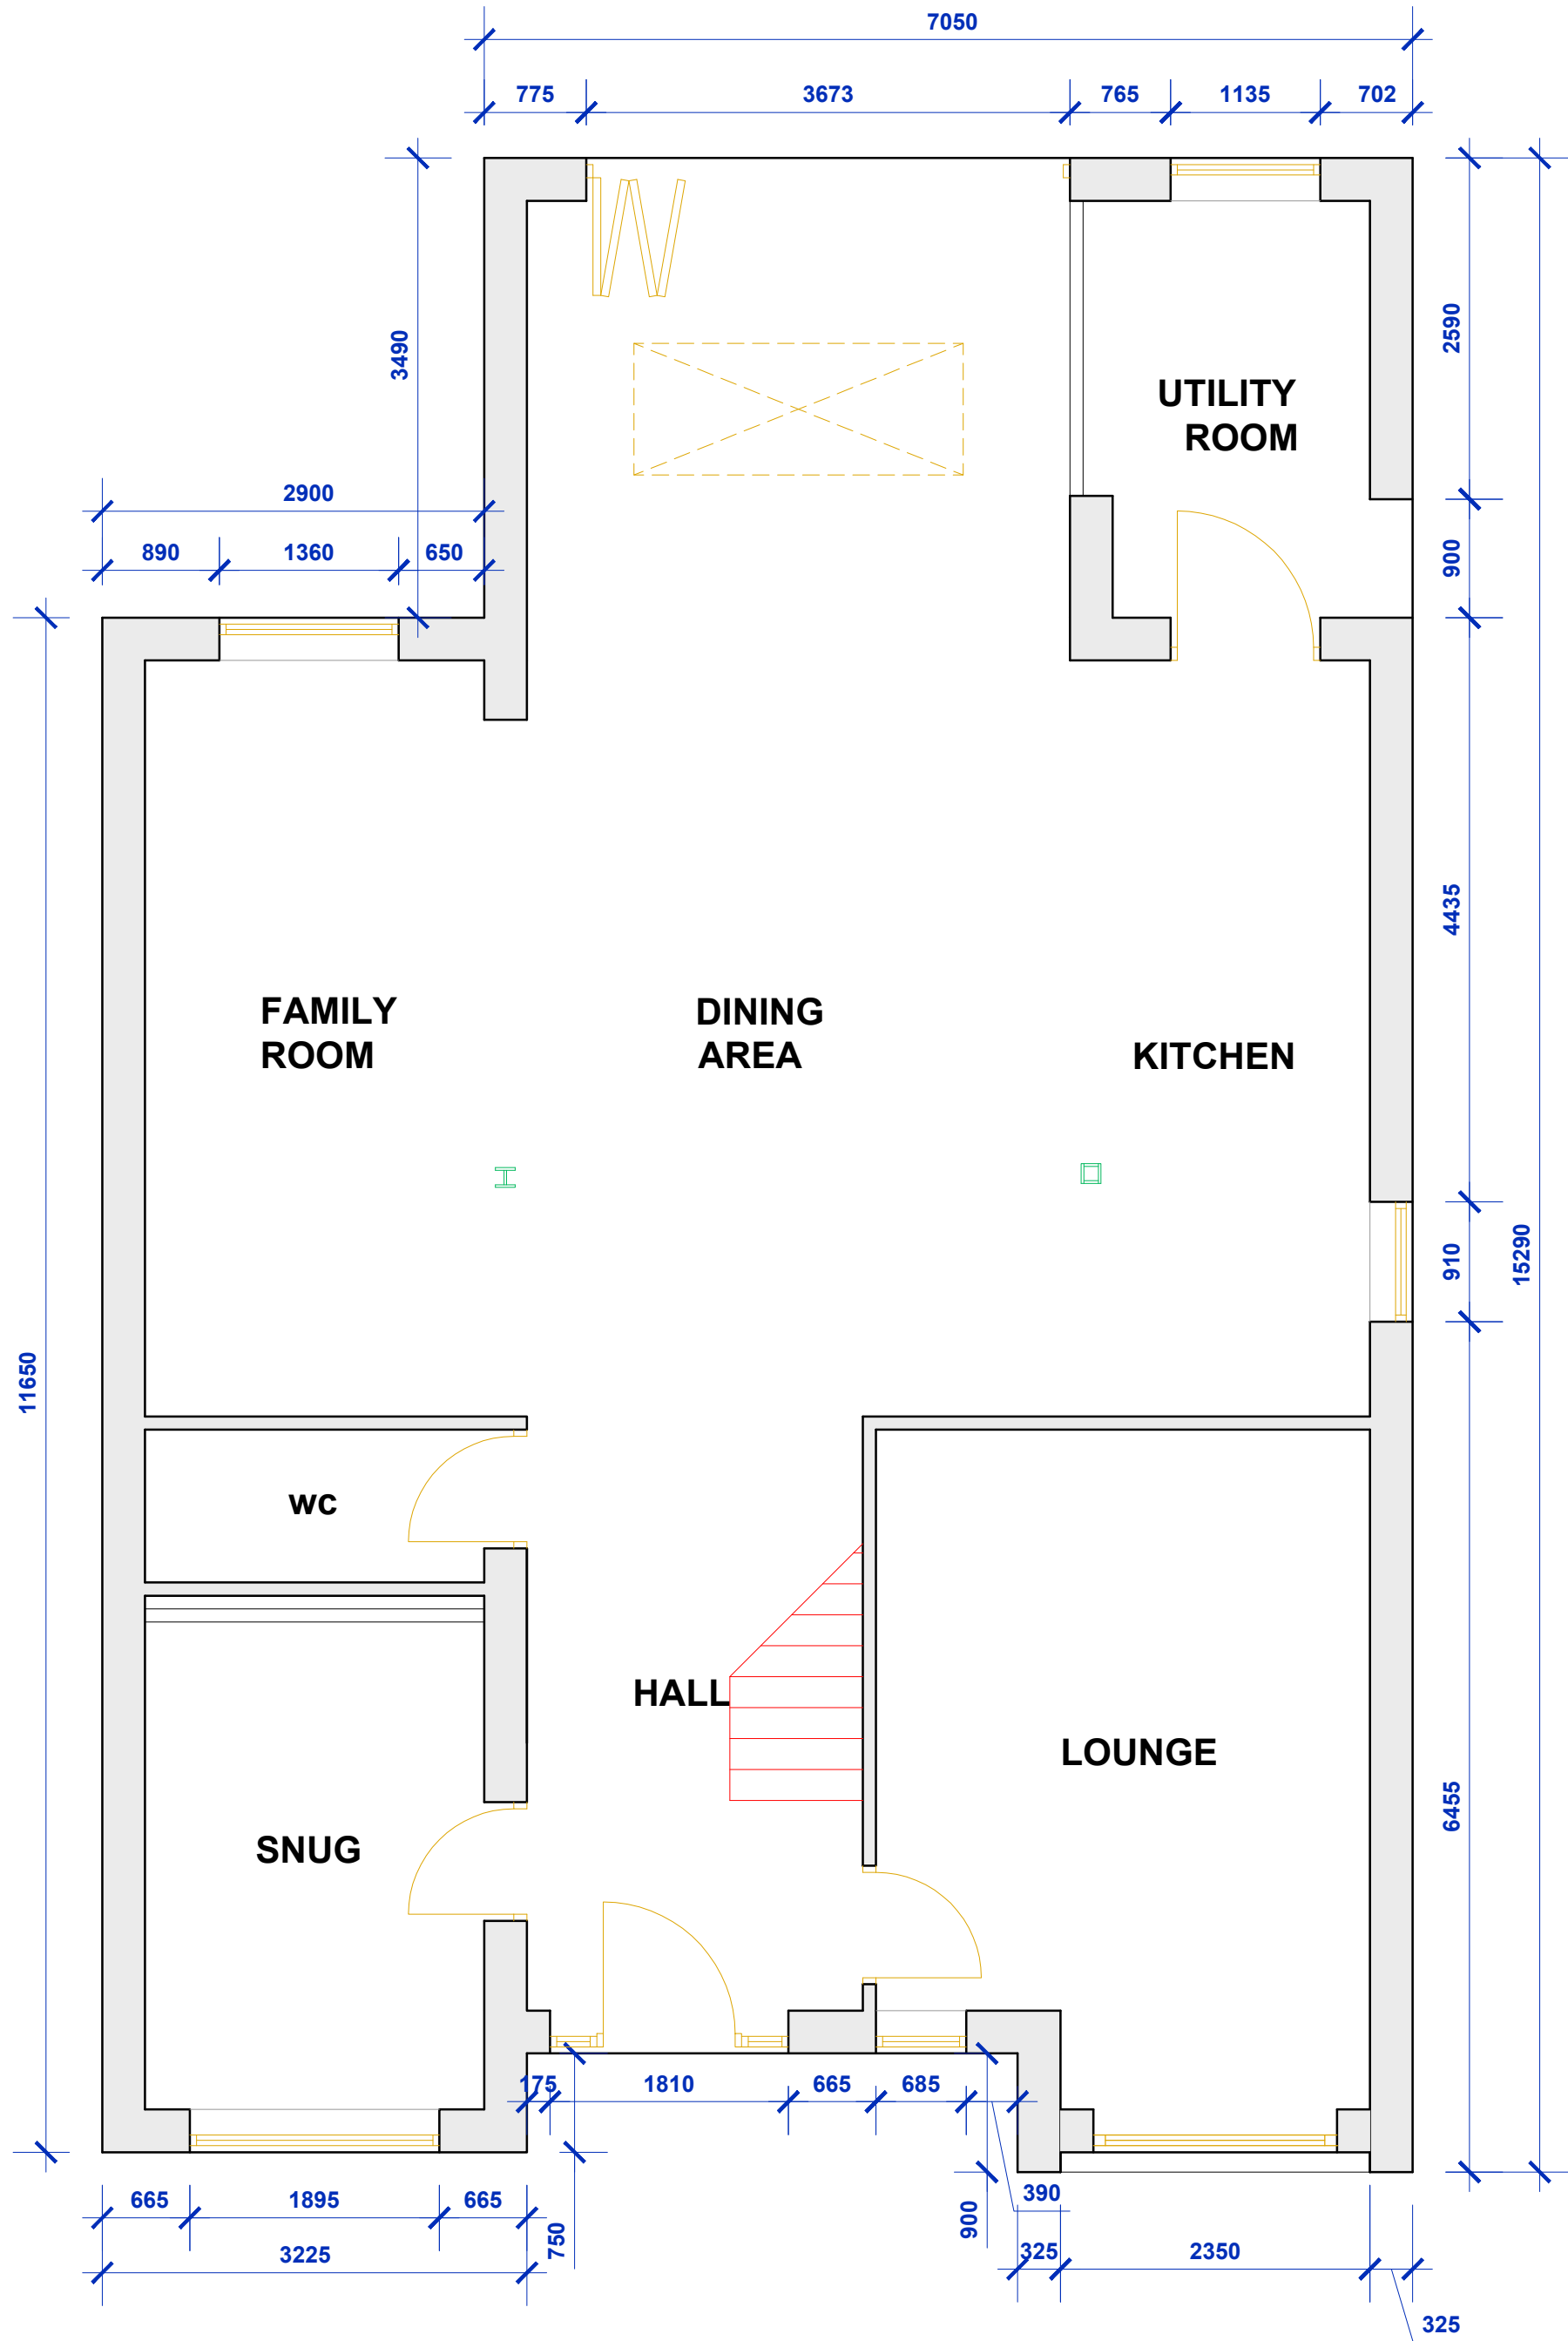 7050
775 3673 765 1135 702
3490
2590
UTILITY
ROOM
2900
890 1360 650
900
4435
FAMILY
ROOM
DINING
AREA
KITCHEN
910
15290
11650
wc
HALL
LOUNGE
SNUG
6455
175 1810 665 685
665 1895 665
390
900
750
3225
325 2350
325